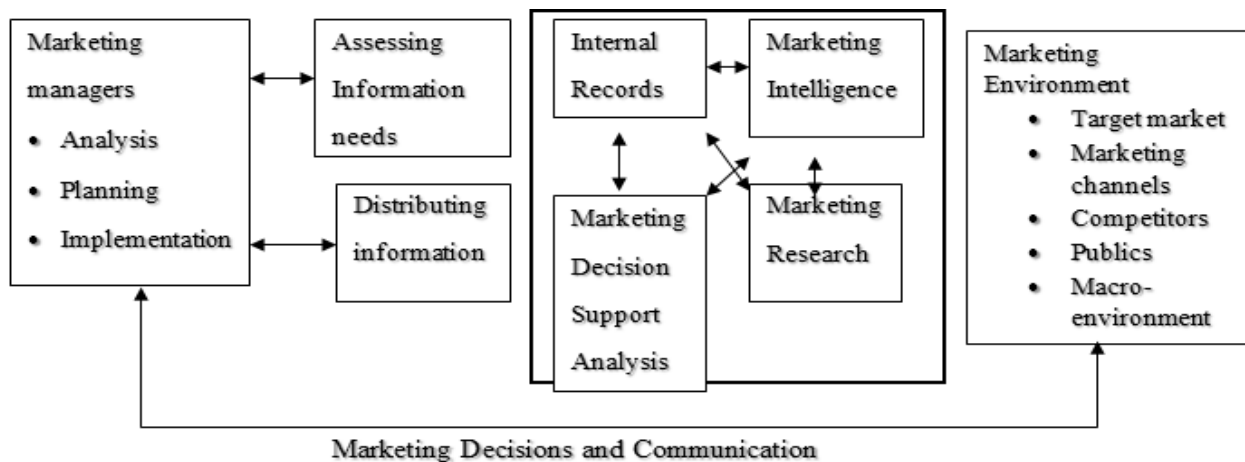 Marketing
managers
• Analysis
• Planning
• Implementation
Assessing
Information
needs
Distributing
information
Internal
Records
Marketing
Intelligence
Marketing
Decision
Support
Analysis
Marketing
Research
Marketing
Environment
• Target market
• Marketing
channels
• Competitors
• Publics
• Macro-
environment
Marketing Decisions and Communication